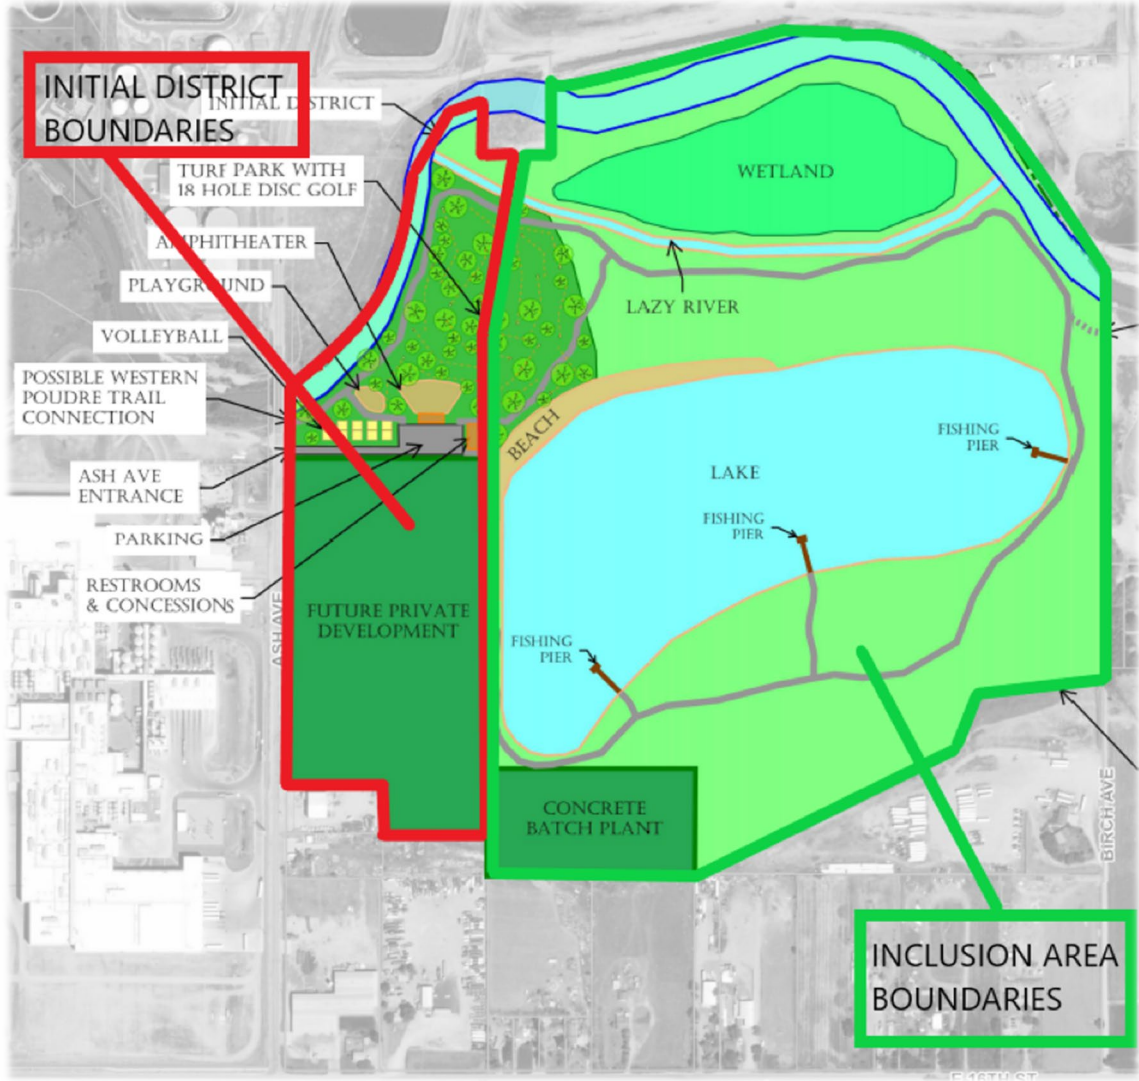 INITIAL DISTRICT
BOUNDARIES
INITIAL DISTRICT
TURF PARK WITH
18 HOLE DISC GOLF
AMPHITHEATER
PLAYGROUND
VOLLEYBALL
POSSIBLE WESTERN
POUDRE TRAIL
CONNECTION
ASH AVE
ENTRANCE
PARKING
RESTROOMS
& CONCESSIONS
ASH AVE
FUTURE PRIVATE
DEVELOPMENT
WETLAND
LAZY RIVER
BEACH
LAKE
FISHING
PIER
FISHING
PIER
FISHING
PIER
CONCRETE
BATCH PLANT
BIRCH AVE
INCLUSION AREA
BOUNDARIES
E 16TH ST